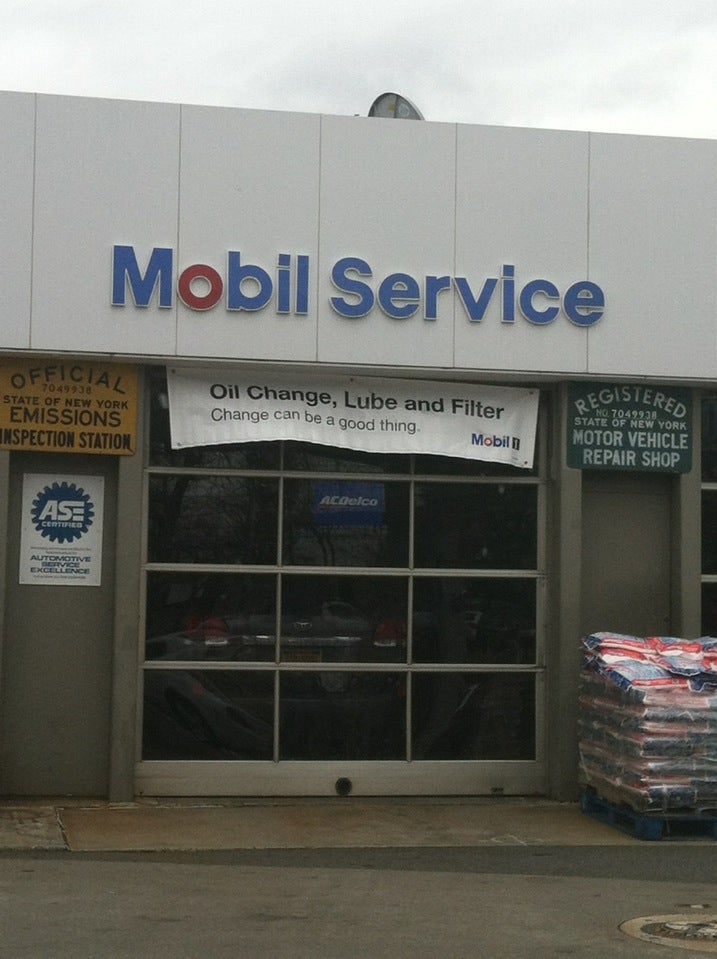 Mobil Service
OFFICIAL
7049938
STATE OF NEW YORK
EMISSIONS
INSPECTION STATION
Oil Change, Lube and Filter
Change can be a good thing.
Mobil 1
REGISTERED
NO. 7049938
STATE OF NEW YORK
MOTOR VEHICLE
REPAIR SHOP
ACDelco
ASE
CERTIFIED
AUTOMOTIVE
SERVICE
EXCELLENCE